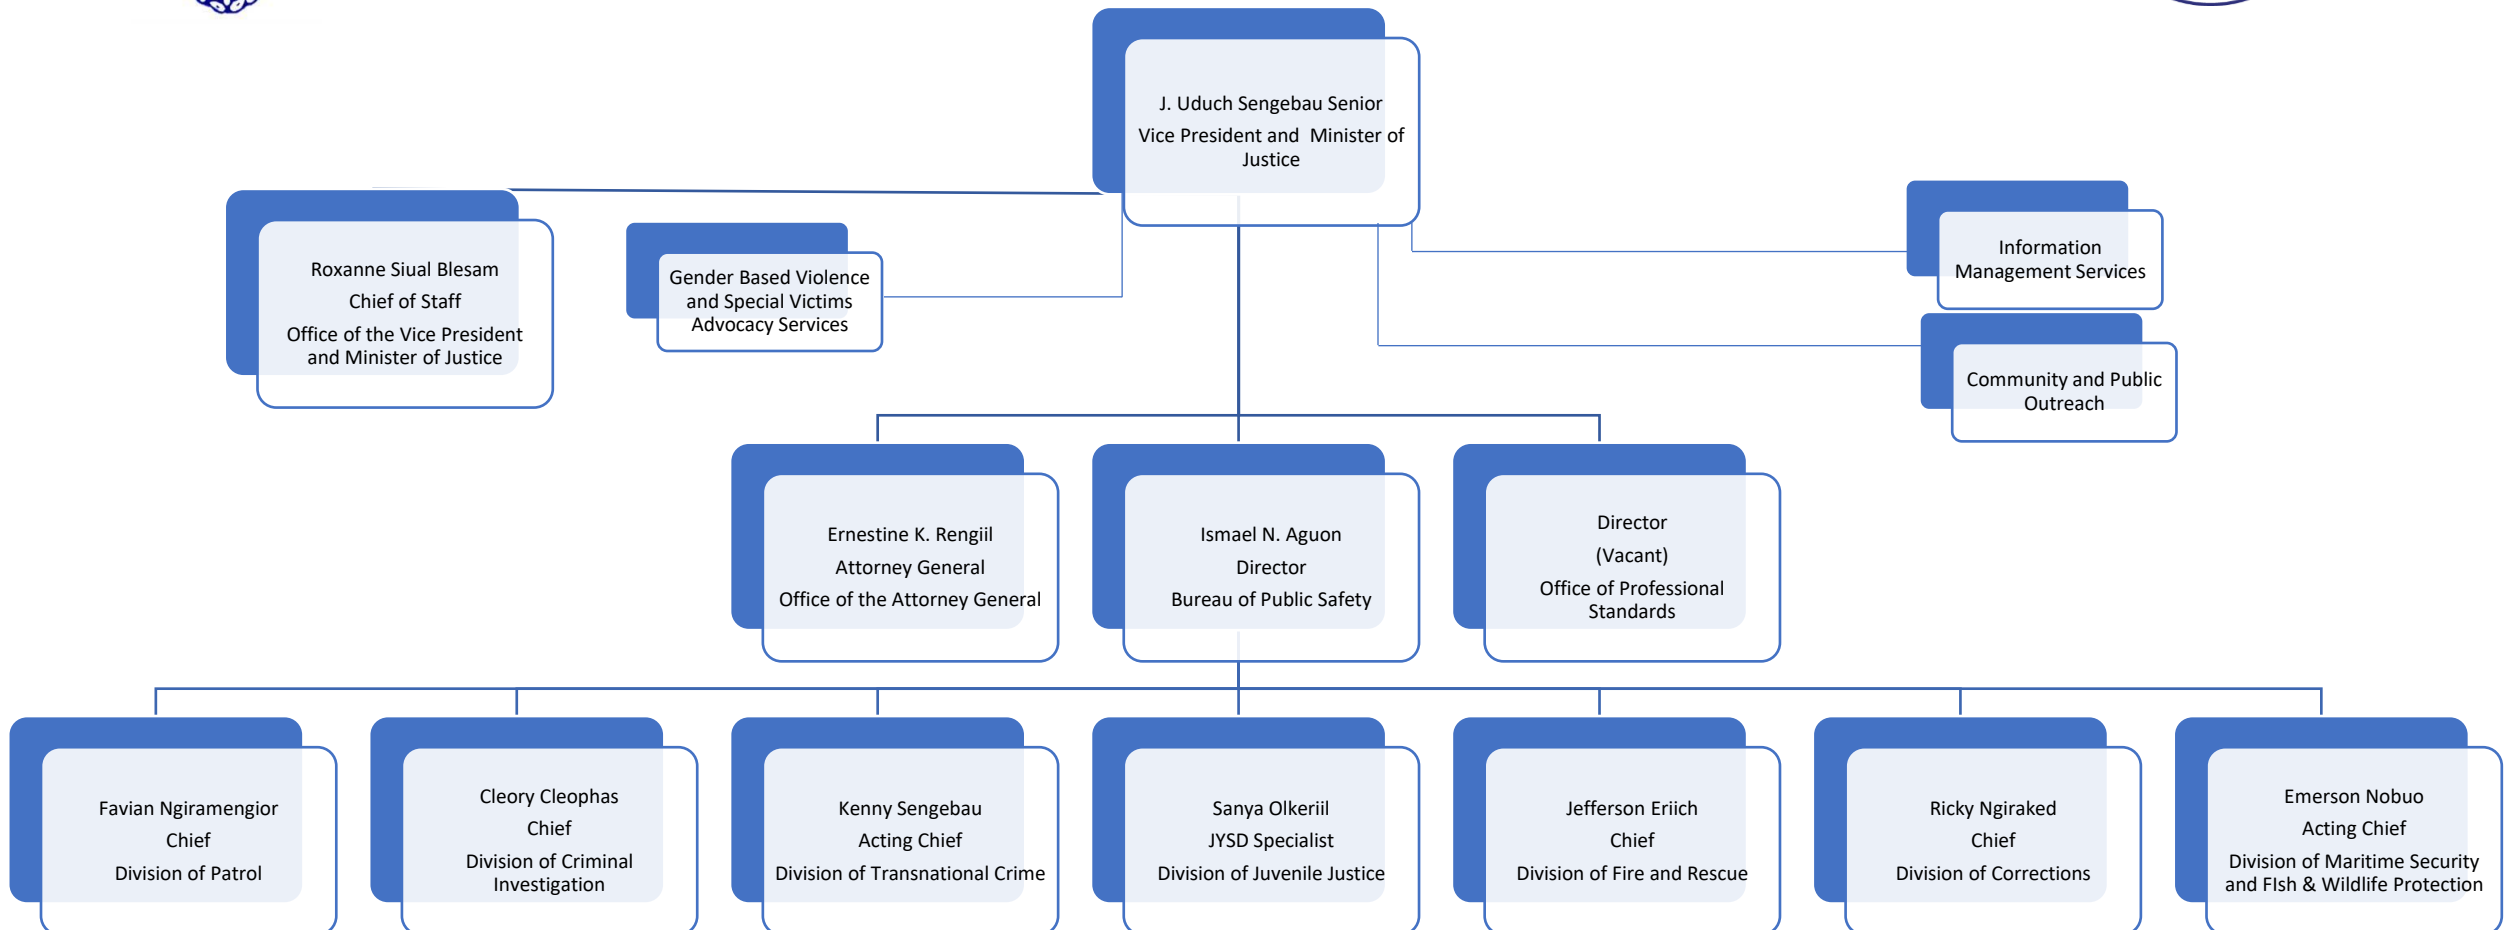 J. Uduch Sengebau Senior
Vice President and Minister of
Justice
Roxanne Siual Blesam
Chief of Staff
Office of the Vice President
and Minister of Justice
Gender Based Violence
and Special Victims
Advocacy Services
Information
Management Services
Community and Public
Outreach
Ernestine K. Rengiil
Attorney General
Office of the Attorney General
Ismael N. Aguon
Director
Bureau of Public Safety
Director
(Vacant)
Office of Professional
Standards
Favian Ngiramengior
Chief
Division of Patrol
Cleory Cleophas
Chief
Division of Criminal
Investigation
Kenny Sengebau
Acting Chief
Division of Transnational Crime
Sanya Olkeriil
JYSD Specialist
Division of Juvenile Justice
Jefferson Eriich
Chief
Division of Fire and Rescue
Ricky Ngiraked
Chief
Division of Corrections
Emerson Nobuo
Acting Chief
Division of Maritime Security
and FIsh & Wildlife Protection